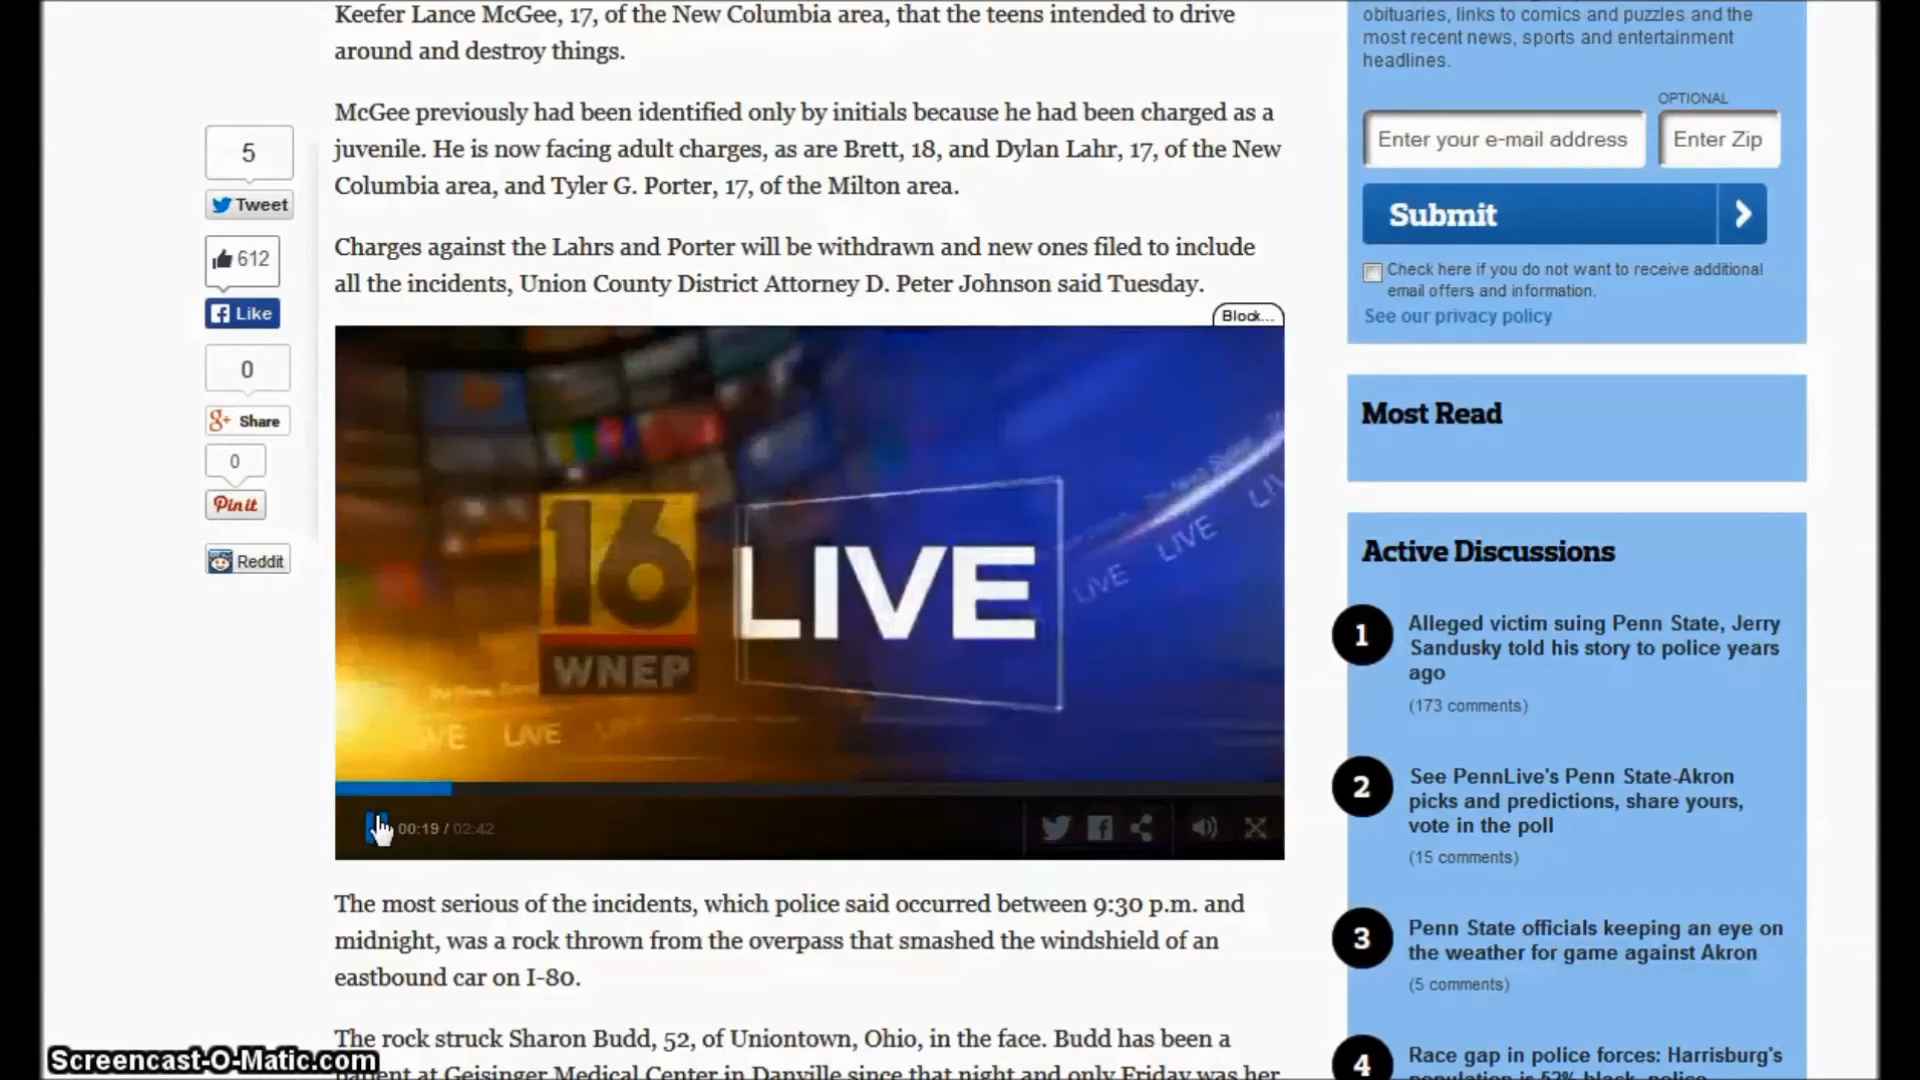 Keefer Lance McGee, 17, of the New Columbia area, that the teens intended to drive
around and destroy things.
McGee previously had been identified only by initials because he had been charged as a
juvenile. He is now facing adult charges, as are Brett, 18, and Dylan Lahr, 17, of the New
Columbia area, and Tyler G. Porter, 17, of the Milton area.
Charges against the Lahrs and Porter will be withdrawn and new ones filed to include
all the incidents, Union County District Attorney D. Peter Johnson said Tuesday.
5
Tweet
612
Like
0
g+ Share
0
Pinit
Reddit
Block...
16
WNEP
LIVE
LIVE
LIVE
LIVE
00:19 / 02:42
The most serious of the incidents, which police said occurred between 9:30 p.m. and
midnight, was a rock thrown from the overpass that smashed the windshield of an
eastbound car on I-80.
The rock struck Sharon Budd, 52, of Uniontown, Ohio, in the face. Budd has been a
patient at Geisinger Medical Center in Danville since that night and only Friday was her
obituaries, links to comics and puzzles and the
most recent news, sports and entertainment
headlines.
OPTIONAL
Enter your e-mail address
Enter Zip
Submit
Check here if you do not want to receive additional
email offers and information.
See our privacy policy
Most Read
Active Discussions
1
Alleged victim suing Penn State, Jerry
Sandusky told his story to police years
ago
(173 comments)
2
See PennLive's Penn State-Akron
picks and predictions, share yours,
vote in the poll
(15 comments)
3
Penn State officials keeping an eye on
the weather for game against Akron
(5 comments)
4
Race gap in police forces: Harrisburg's
population is 52% black, police
Screencast-O-Matic.com